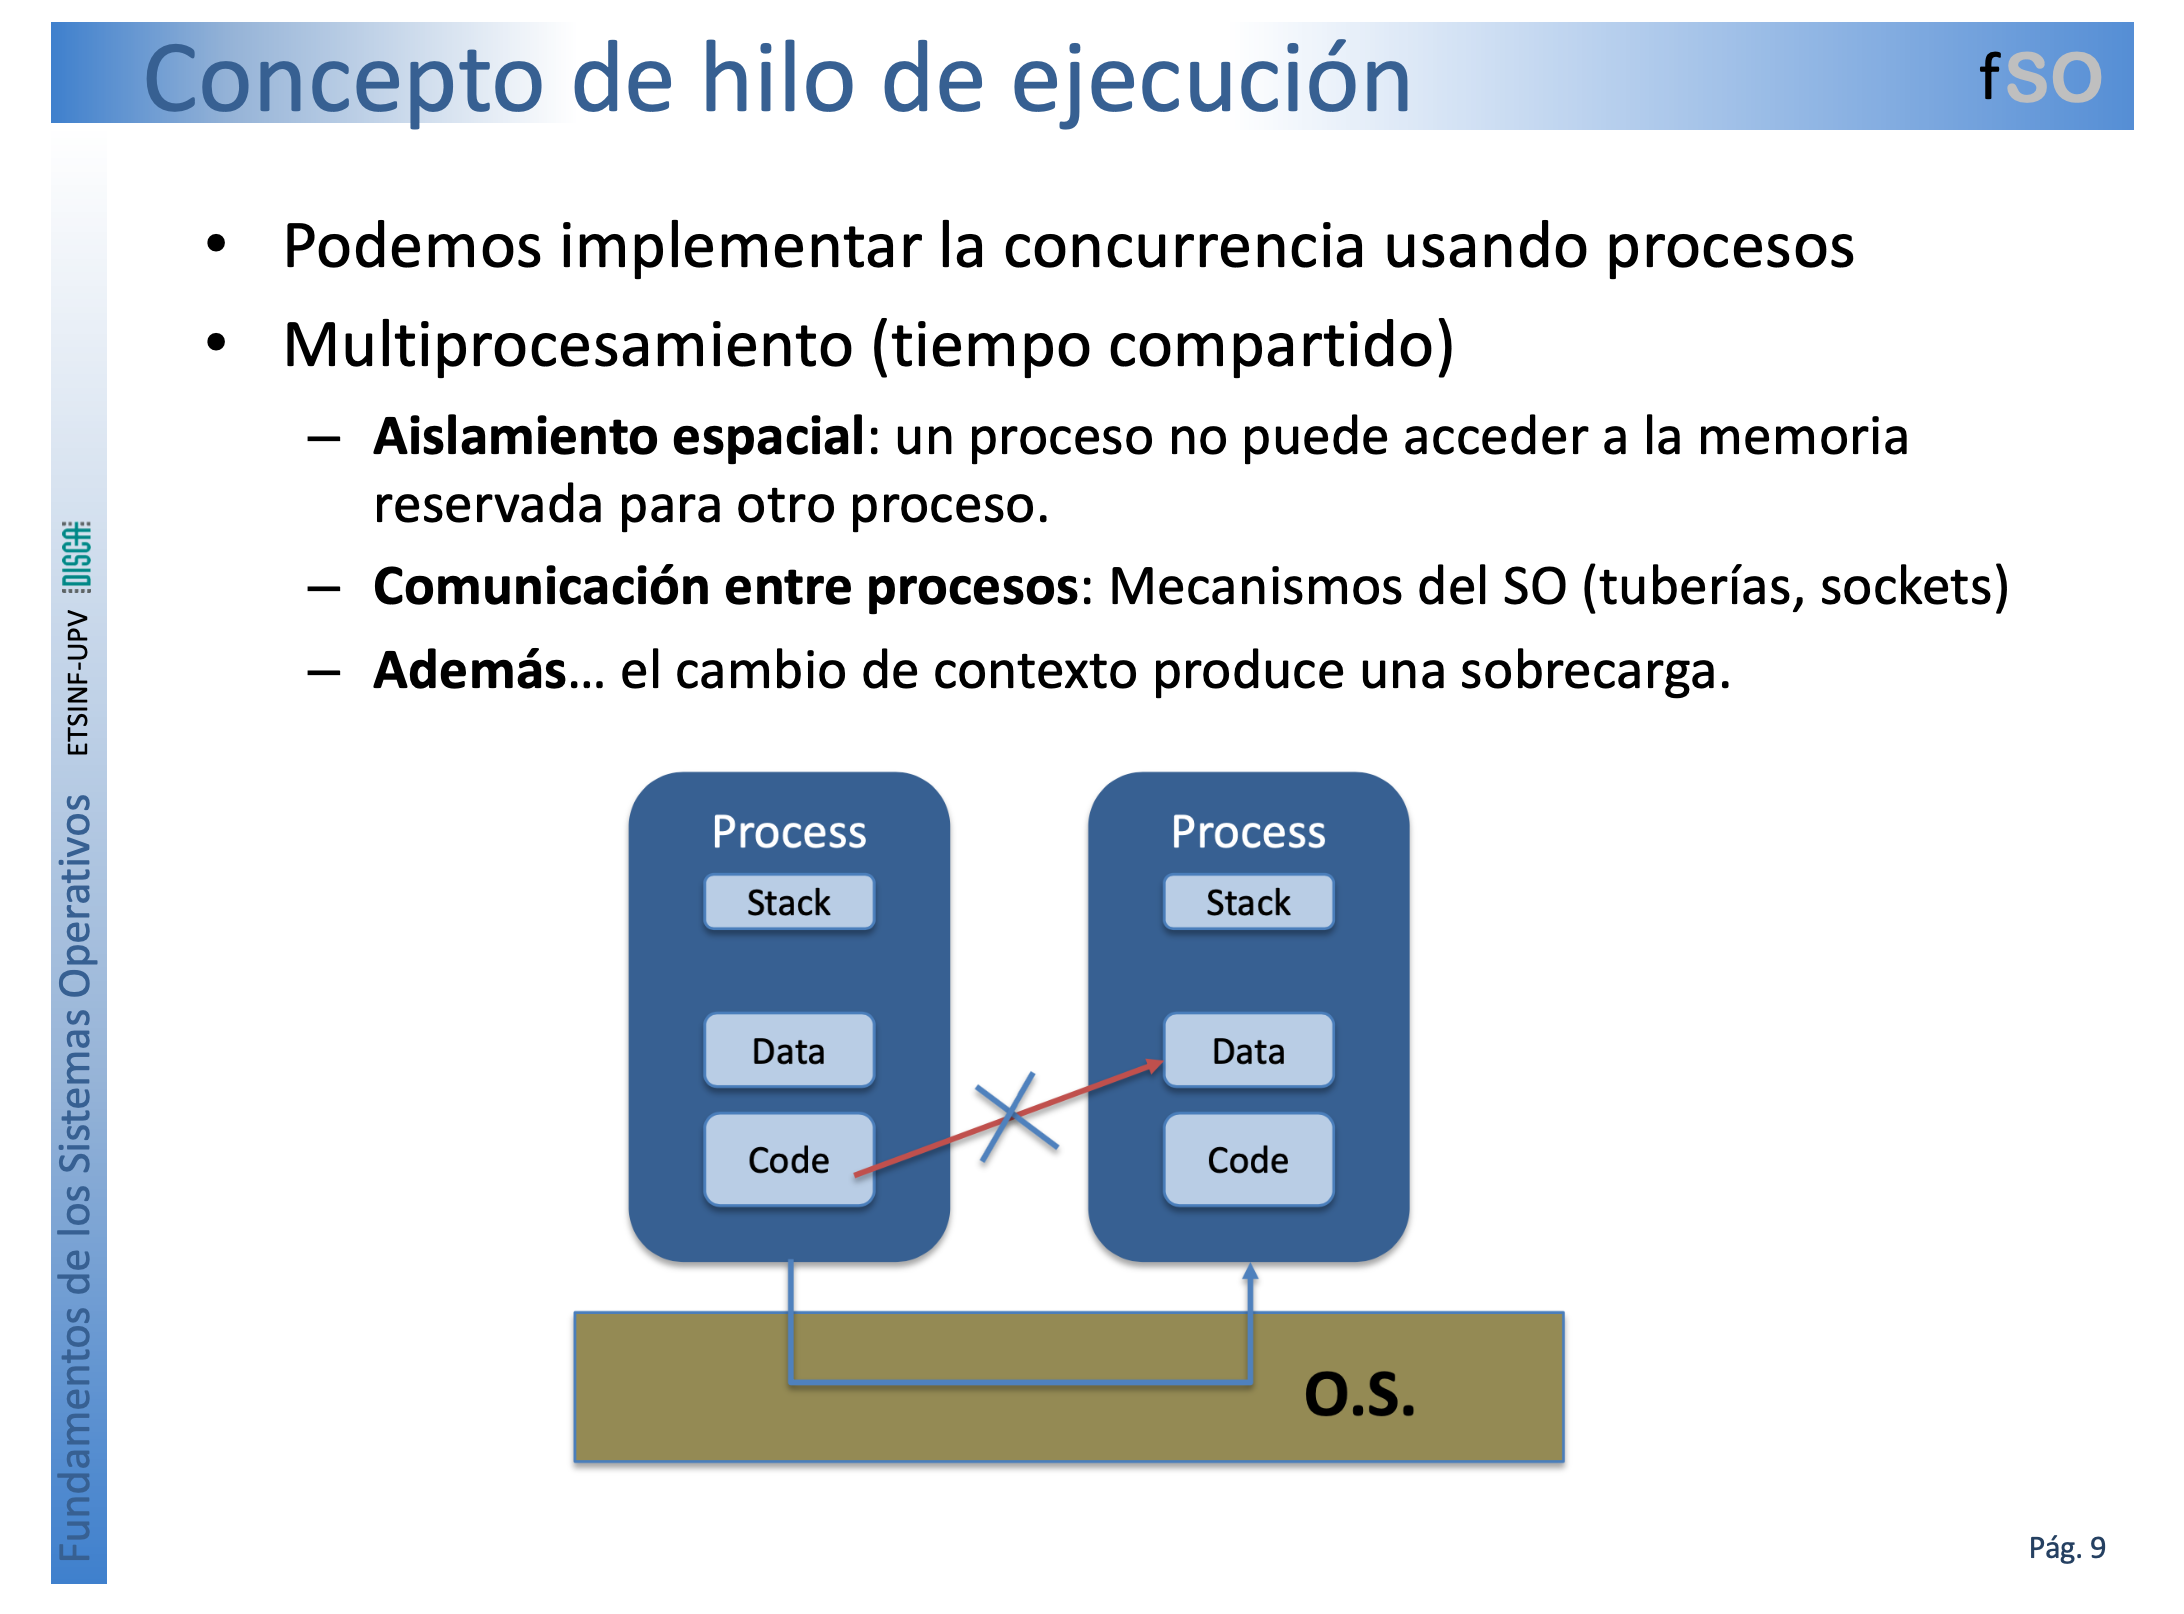 Concepto de hilo de ejecución
fSO
• Podemos implementar la concurrencia usando procesos
• Multiprocesamiento (tiempo compartido)
– Aislamiento espacial: un proceso no puede acceder a la memoria
reservada para otro proceso.
– Comunicación entre procesos: Mecanismos del SO (tuberías, sockets)
– Además... el cambio de contexto produce una sobrecarga.
Process
Stack
Data
Code
Process
Stack
Data
Code
O.S.
Fundamentos de los Sistemas Operativos ETSINF-UPV DISCA
Pág. 9